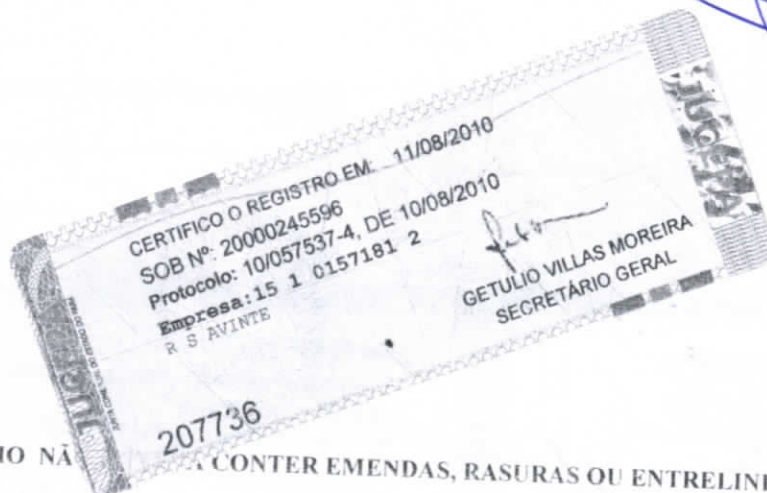 CERTIFICO O REGISTRO EM: 11/08/2010
SOB Nº: 20000245596
Protocolo: 10/057537-4, DE 10/08/2010
Empresa:15 1 0157181 2
R S AVINTE
GETULIO VILLAS MOREIRA
SECRETÁRIO GERAL
JUCEPA
207736
CONTER EMENDAS, RASURAS OU